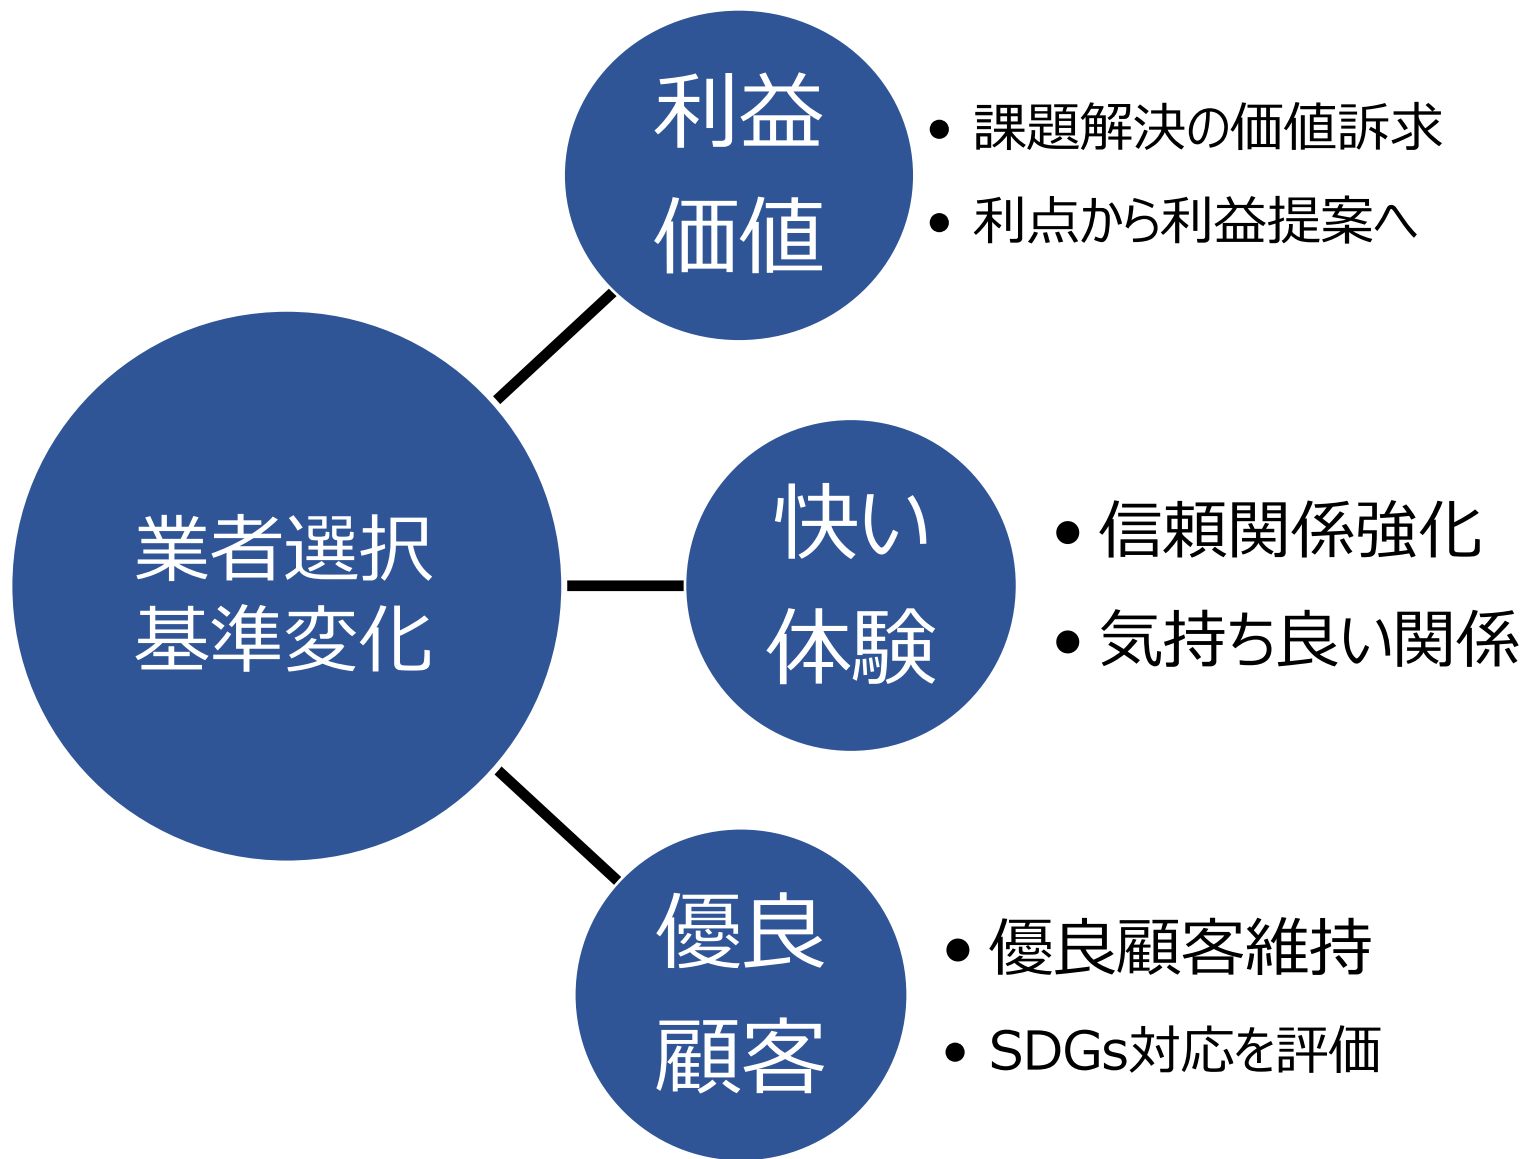 業者選択
基準変化
利益
価値
• 課題解決の価値訴求
• 利点から利益提案へ
快い
体験
• 信頼関係強化
• 気持ち良い関係
優良
顧客
• 優良顧客維持
• SDGs対応を評価